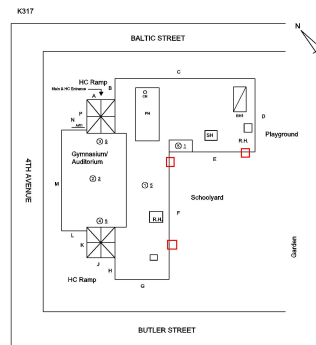 K317
BALTIC STREET
N
C
HC Ramp
B
Main & HC Entrance
A
P
N
PH
D
SH
Playground
R.H.
E
Gymnasium/
Auditorium
4TH AVENUE
M
Schoolyard
F
R.H.
L
K
J
H
HC Ramp
G
Garden
BUTLER STREET